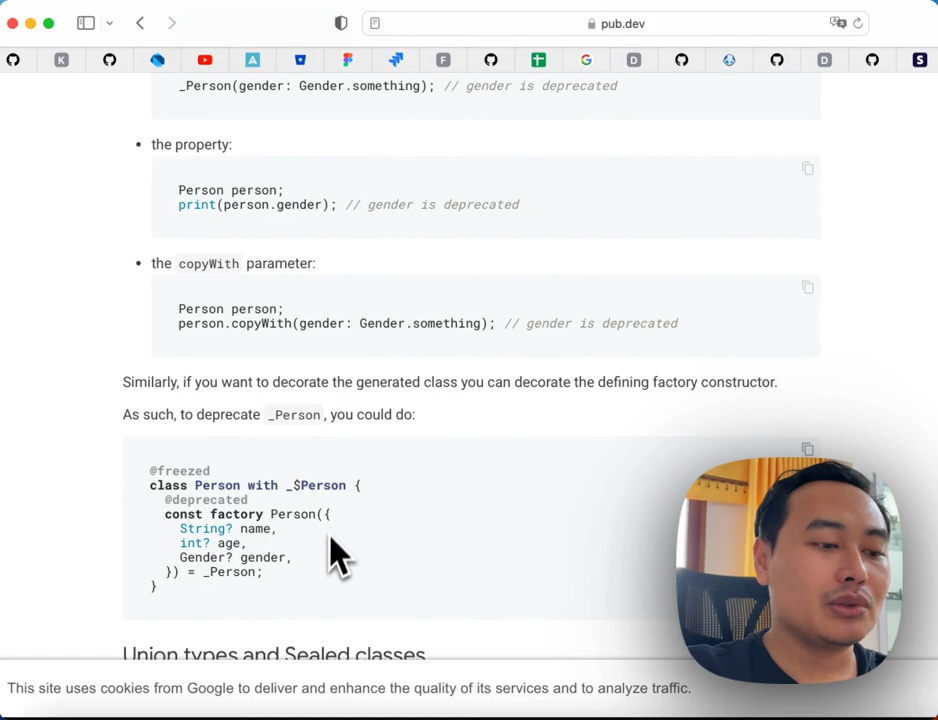 pub.dev
K
A
F
G
D
D
S
_Person(gender: Gender.something); // gender is deprecated
• the property:
Person person;
print(person.gender); // gender is deprecated
• the copyWith parameter:
Person person;
person.copyWith(gender: Gender.something); // gender is deprecated
Similarly, if you want to decorate the generated class you can decorate the defining factory constructor.
As such, to deprecate _Person, you could do:
@freezed
class Person with _$Person {
@deprecated
const factory Person({
String? name,
int? age,
Gender? gender,
}) = _Person;
}
Union types and Sealed classes
This site uses cookies from Google to deliver and enhance the quality of its services and to analyze traffic.